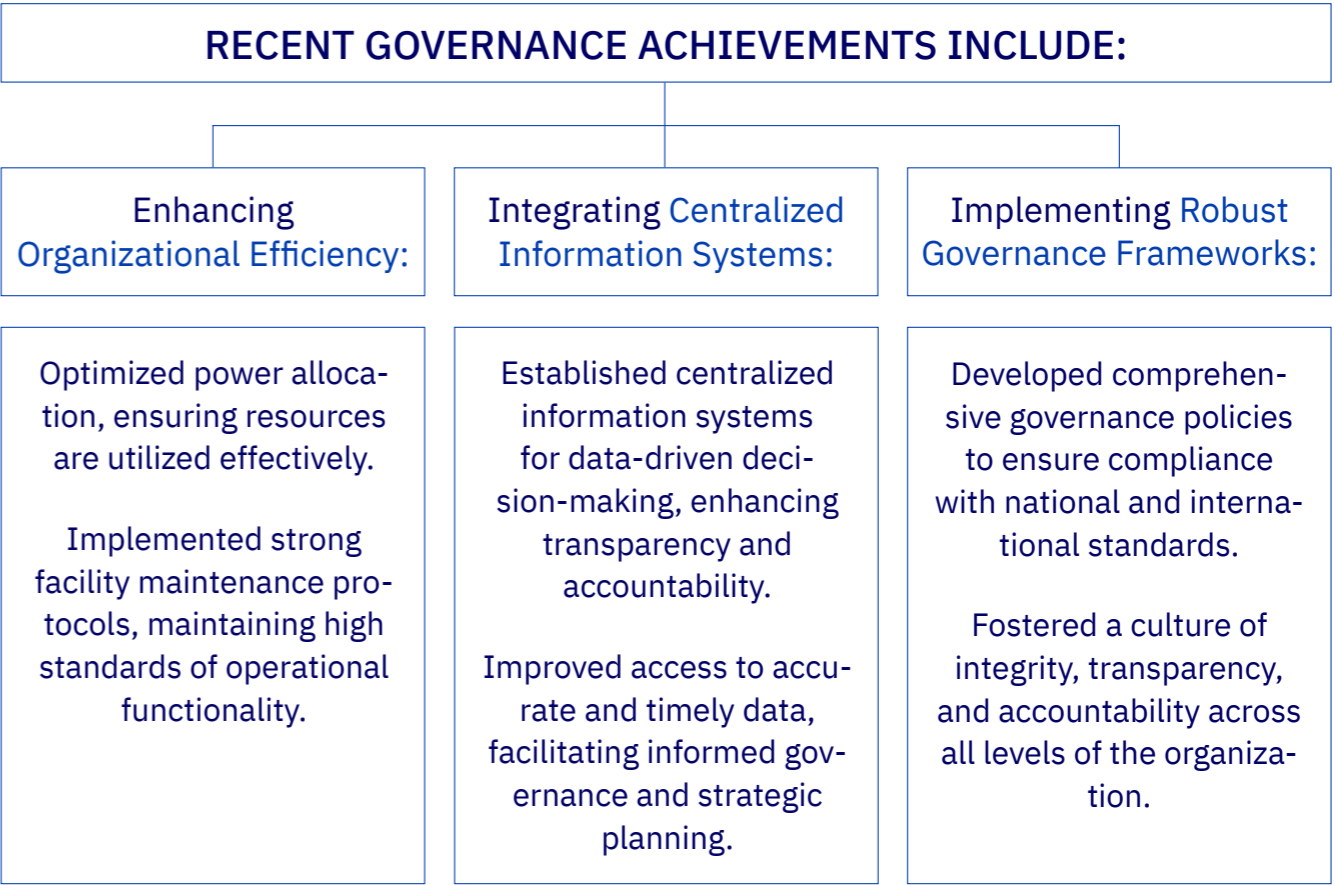 RECENT GOVERNANCE ACHIEVEMENTS INCLUDE:
Enhancing
Organizational Efficiency:
Optimized power alloca-
tion, ensuring resources
are utilized effectively.
Implemented strong
facility maintenance pro-
tocols, maintaining high
standards of operational
functionality.
Integrating Centralized
Information Systems:
Established centralized
information systems
for data-driven deci-
sion-making, enhancing
transparency and
accountability.
Improved access to accu-
rate and timely data,
facilitating informed gov-
ernance and strategic
planning.
Implementing Robust
Governance Frameworks:
Developed comprehen-
sive governance policies
to ensure compliance
with national and interna-
tional standards.
Fostered a culture of
integrity, transparency,
and accountability across
all levels of the organiza-
tion.